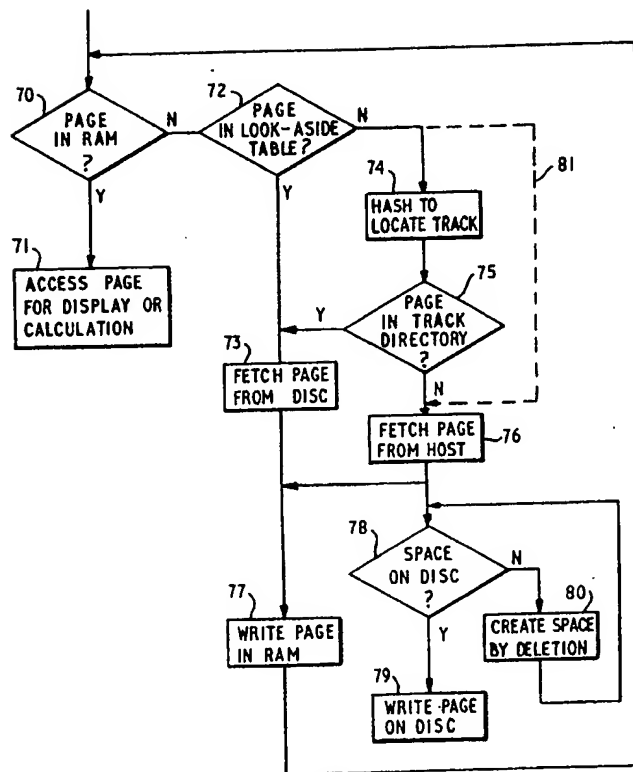 70
PAGE
IN RAM
?
N
Y
72
PAGE
IN LOOK-ASIDE
TABLE?
N
Y
81
74
HASH TO
LOCATE TRACK
71
ACCESS PAGE
FOR DISPLAY OR
CALCULATION
75
PAGE
IN TRACK
DIRECTORY
?
Y
N
73
FETCH PAGE
FROM DISC
FETCH PAGE
FROM HOST
76
78
SPACE
ON DISC
?
N
Y
77
WRITE PAGE
IN RAM
80
CREATE SPACE
BY DELETION
79
WRITE PAGE
ON DISC